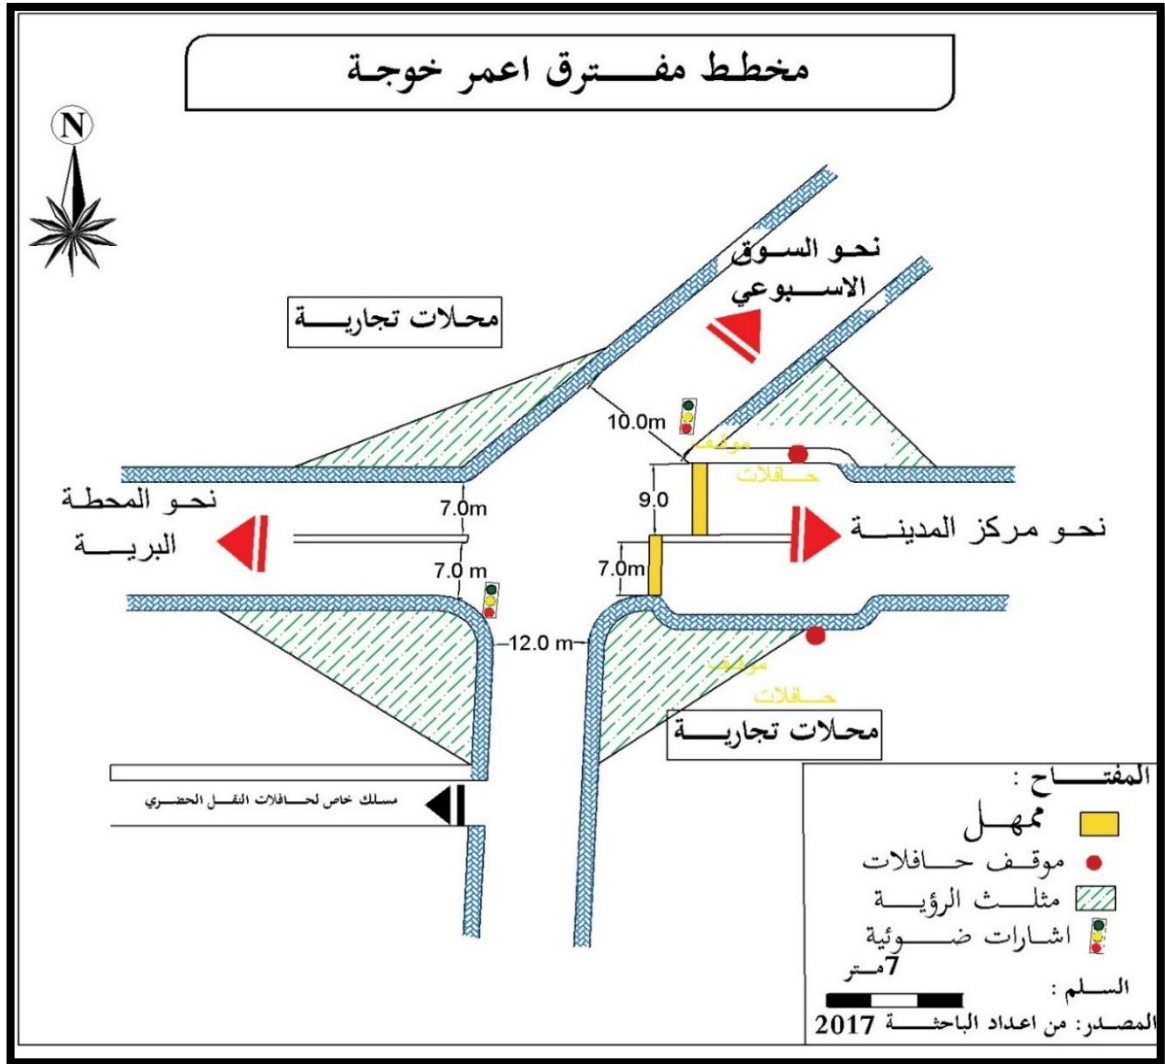 مخطط مفترق اعمر خوجة
N
نحو السوق
الاسبوعي
محلات تجارية
10.0m
موقف
حافلات
نحو المحطة
البرية
7.0m
9.0
نحو مركز المدينة
7.0 m
7.0m
12.0 m
موقف
حافلات
محلات تجارية
مسلك خاص لحافلات النقل الحضري
المفتاح :
ممهل
موقف حافلات
مثلث الرؤية
اشارات ضوئية
7متر
السلم :
المصدر: من اعداد الباحثة 2017